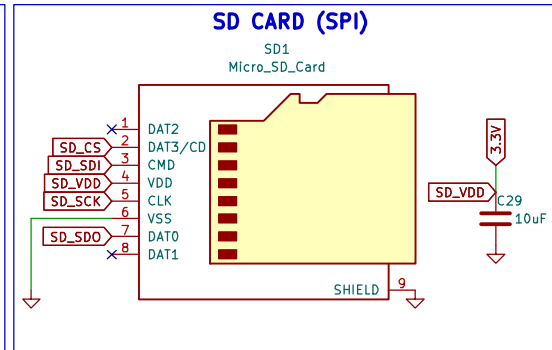 SD CARD (SPI)
SD1
Micro_SD_Card
1 DAT2
SD_CS 2 DAT3/CD
SD_SDI 3 CMD
SD_VDD 4 VDD
SD_SCK 5 CLK
6 VSS
SD_SDO 7 DAT0
8 DAT1
SHIELD 9
3.3V
SD_VDD
C29
10uF